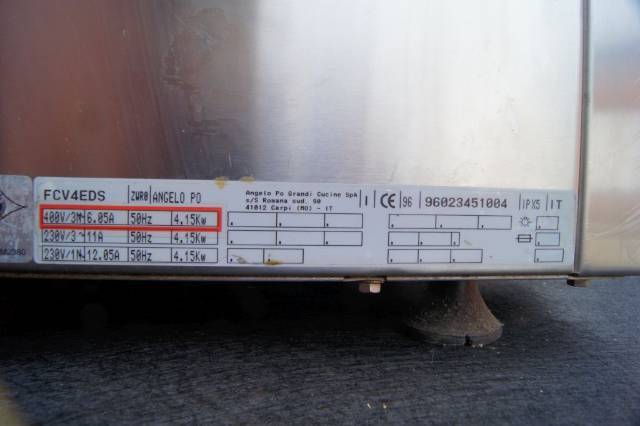 FCV4EDS ZUR0 ANGELO PO
400V/3N 6.05A 50Hz 4.15Kw
230V/3~ 11A 50Hz 4.15Kw
230V/1N 12.05A 50Hz 4.15Kw
Angelo Po Grandi Cucine SpA
s/S Romana sud. 90
41012 Carpi (MO) - IT
I CE 96 96023451004 IPX5 IT